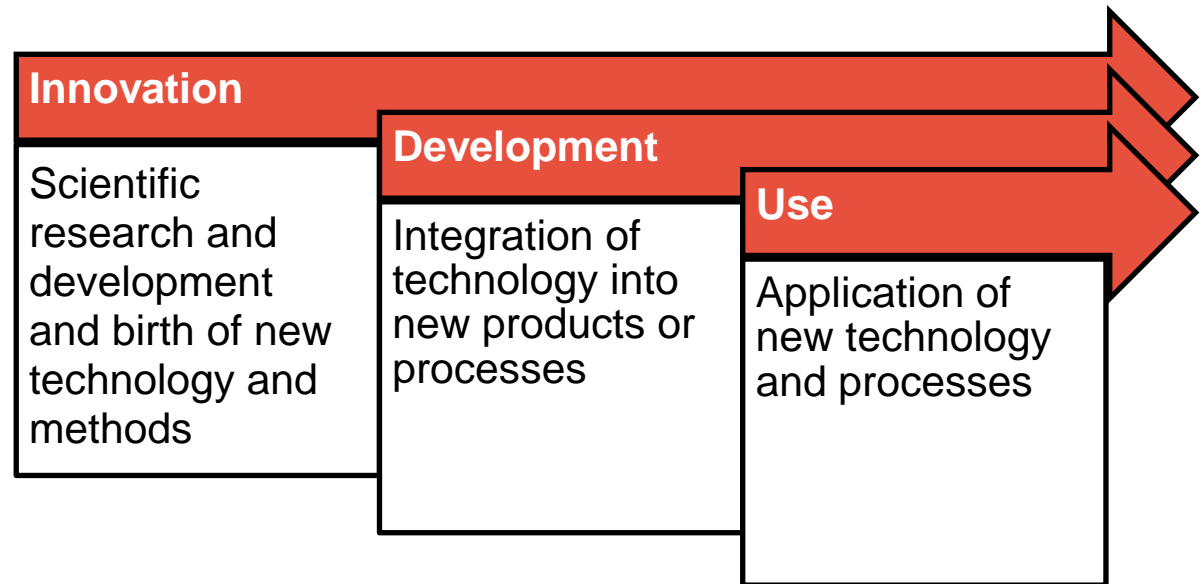 Innovation
Scientific
research and
development
and birth of new
technology and
methods
Development
Integration of
technology into
new products or
processes
Use
Application of
new technology
and processes